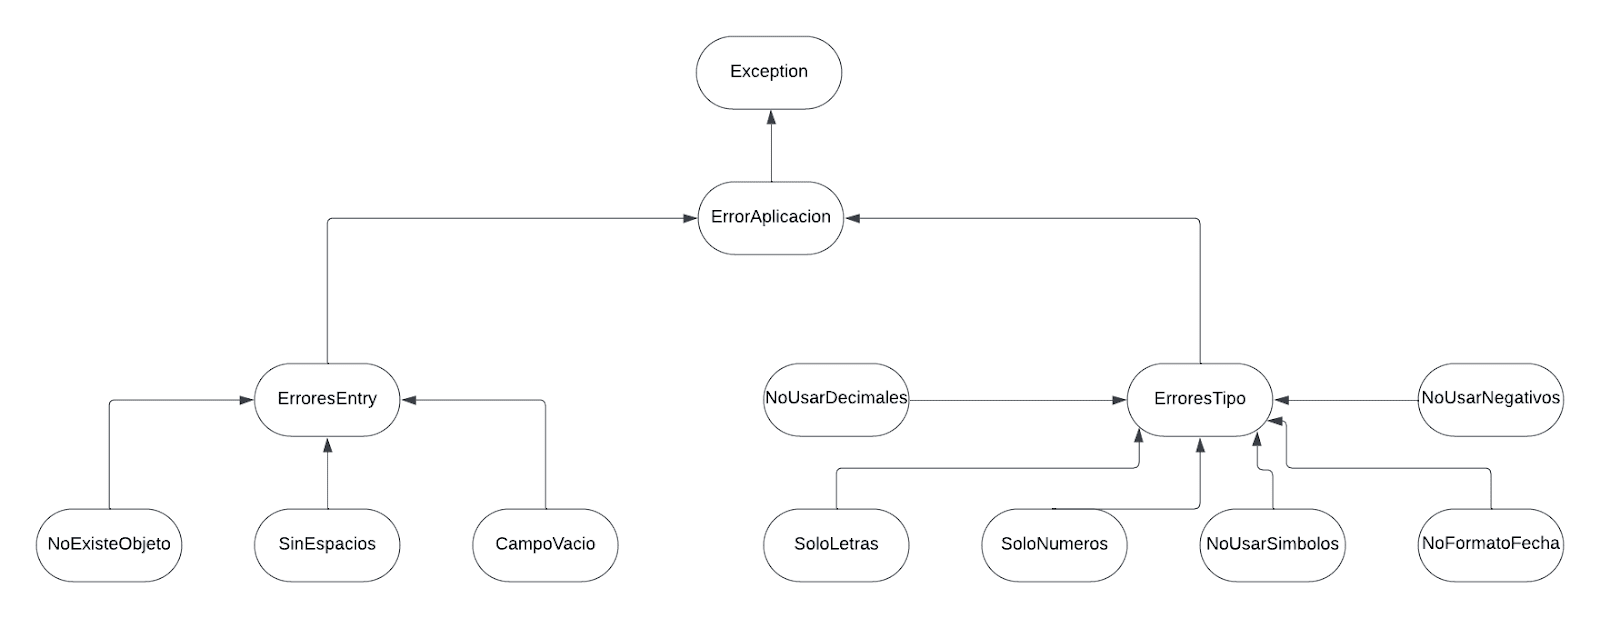 Exception
ErrorAplicacion
ErroresEntry
NoUsarDecimales
ErroresTipo
NoUsarNegativos
NoExisteObjeto
SinEspacios
CampoVacio
SoloLetras
SoloNumeros
NoUsarSimbolos
NoFormatoFecha